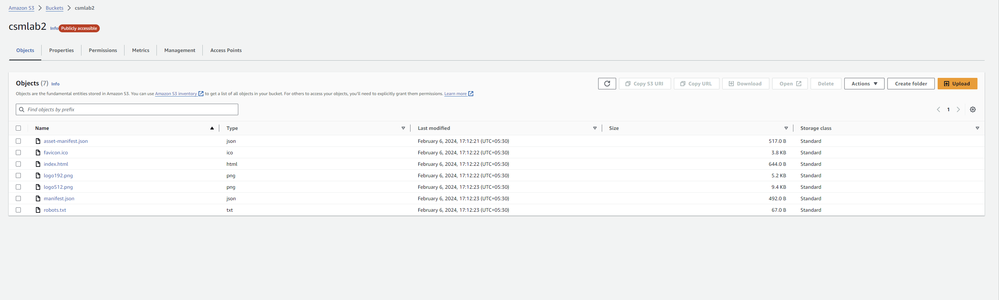 Amazon S3 > Buckets > csmlab2
csmlab2 Info Publicly accessible
Objects Properties Permissions Metrics Management Access Points
Objects (7) Info
Copy S3 URI Copy URL Download Open Delete Actions Create folder Upload
Objects are the fundamental entities stored in Amazon S3. You can use Amazon S3 inventory to get a list of all objects in your bucket. For others to access your objects, you'll need to explicitly grant them permissions. Learn more
Find objects by prefix
1
Name Type Last modified Size Storage class
asset-manifest.json json February 6, 2024, 17:12:21 (UTC+05:30) 517.0 B Standard
favicon.ico ico February 6, 2024, 17:12:22 (UTC+05:30) 3.8 KB Standard
index.html html February 6, 2024, 17:12:22 (UTC+05:30) 644.0 B Standard
logo192.png png February 6, 2024, 17:12:22 (UTC+05:30) 5.2 KB Standard
logo512.png png February 6, 2024, 17:12:23 (UTC+05:30) 9.4 KB Standard
manifest.json json February 6, 2024, 17:12:23 (UTC+05:30) 492.0 B Standard
robots.txt txt February 6, 2024, 17:12:23 (UTC+05:30) 67.0 B Standard